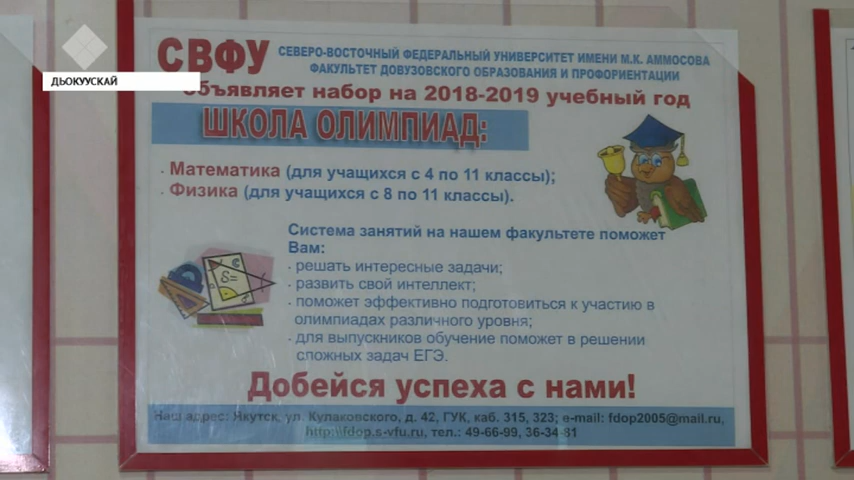 СВФУ СЕВЕРО-ВОСТОЧНЫЙ ФЕДЕРАЛЬНЫЙ УНИВЕРСИТЕТ ИМЕНИ М.К. АММОСОВА
ФАКУЛЬТЕТ ДОВУЗОВСКОГО ОБРАЗОВАНИЯ И ПРОФОРИЕНТАЦИИ
ДЬОКУУСКАЙ
объявляет набор на 2018-2019 учебный год
ШКОЛА ОЛИМПИАД:
· Математика (для учащихся с 4 по 11 классы);
· Физика (для учащихся с 8 по 11 классы).
Система занятий на нашем факультете поможет
Вам:
· решать интересные задачи;
· развить свой интеллект;
· поможет эффективно подготовиться к участию в
олимпиадах различного уровня;
· для выпускников обучение поможет в решении
сложных задач ЕГЭ.
δ=
Добейся успеха с нами!
Наш адрес: Якутск, ул. Кулаковского, д. 42, ГУК, каб. 315, 323; e-mail: fdop2005@mail.ru,
http:\\fdop.s-vfu.ru, тел.: 49-66-99, 36-34-81